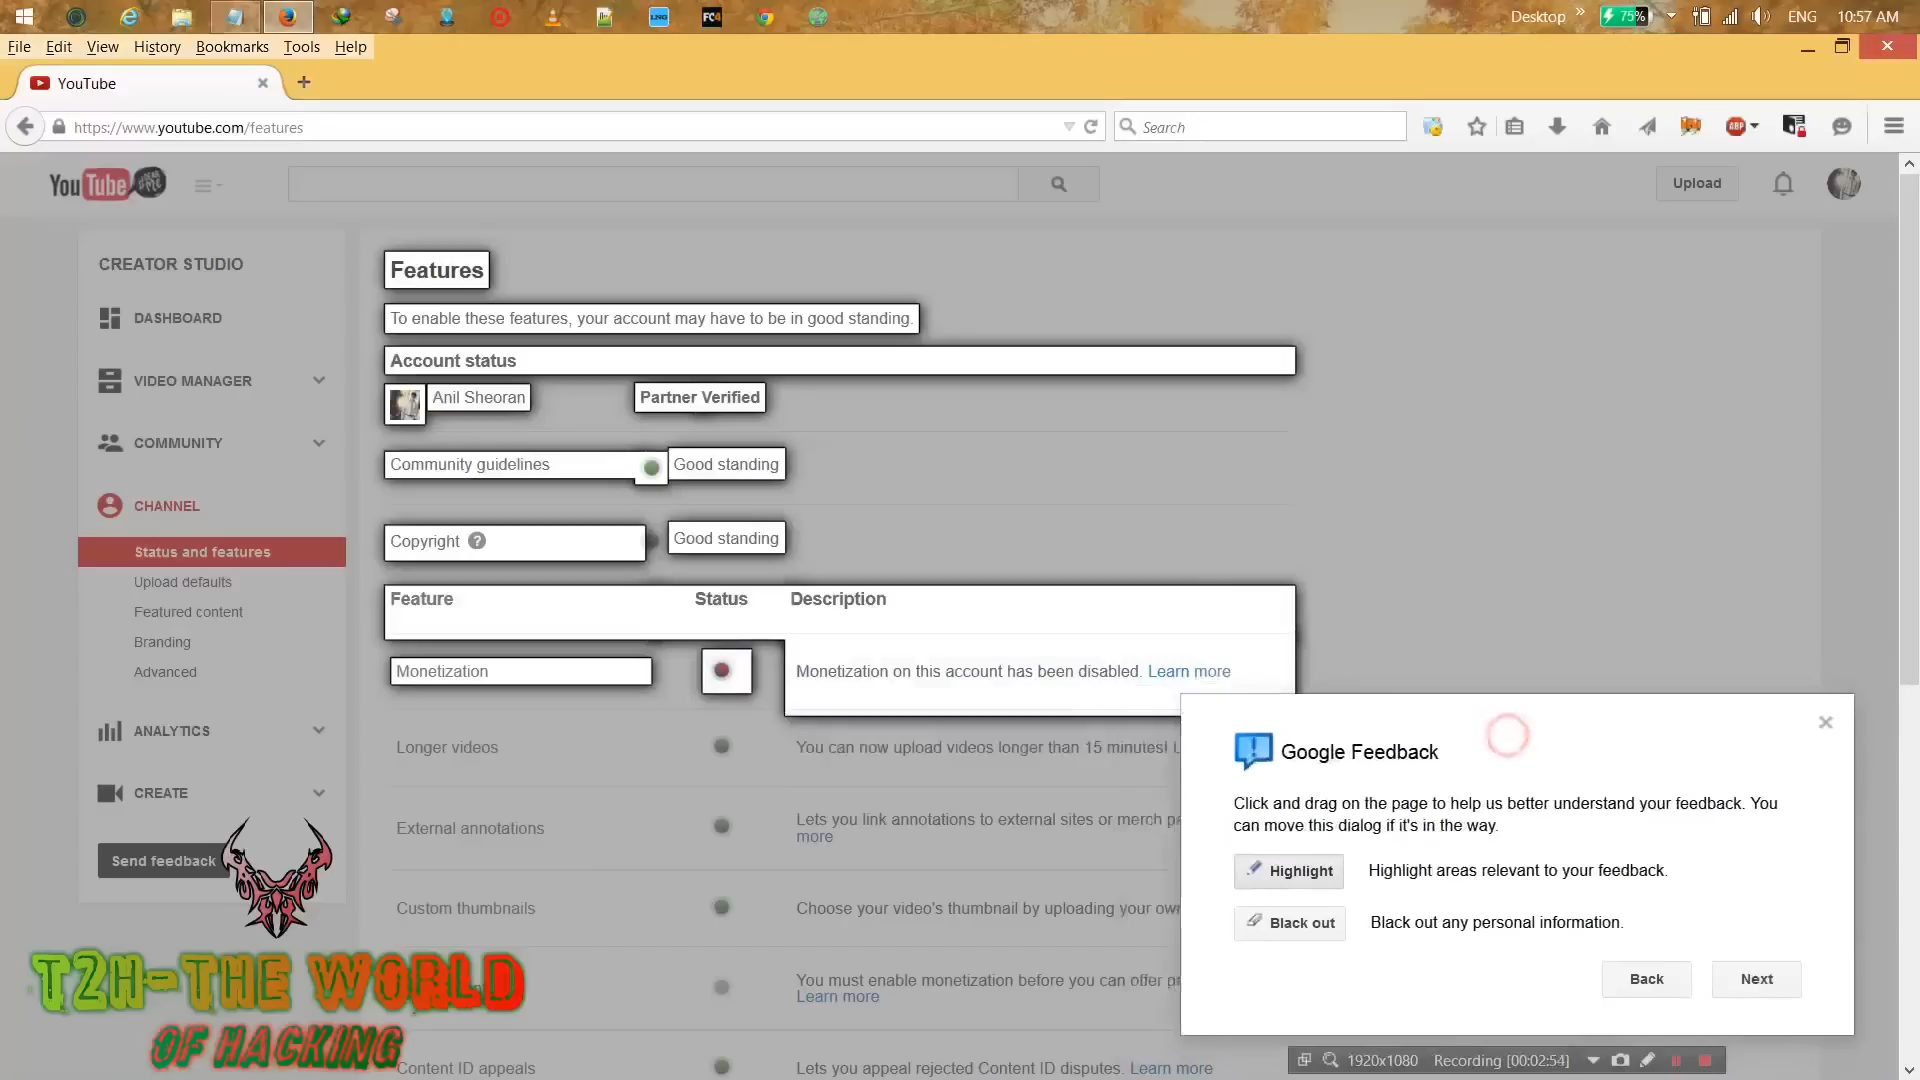 Desktop » 75% ENG 10:57 AM
File Edit View History Bookmarks Tools Help
YouTube
https://www.youtube.com/features
Search
ABP
YouTube
Upload
CREATOR STUDIO
DASHBOARD
VIDEO MANAGER
COMMUNITY
CHANNEL
Status and features
Upload defaults
Featured content
Branding
Advanced
ANALYTICS
CREATE
Send feedback
Features
To enable these features, your account may have to be in good standing.
Account status
Anil Sheoran Partner Verified
Community guidelines Good standing
Copyright ? Good standing
Feature Status Description
Monetization Monetization on this account has been disabled. Learn more
Longer videos You can now upload videos longer than 15 minutes!
External annotations Lets you link annotations to external sites or merch
more
Custom thumbnails Choose your video's thumbnail by uploading your own
You must enable monetization before you can offer
Learn more
Content ID appeals Lets you appeal rejected Content ID disputes. Learn more
Google Feedback
Click and drag on the page to help us better understand your feedback. You
can move this dialog if it's in the way.
Highlight Highlight areas relevant to your feedback.
Black out Black out any personal information.
Back Next
T2H-THE WORLD
OF HACKING
1920x1080 Recording [00:02:54]